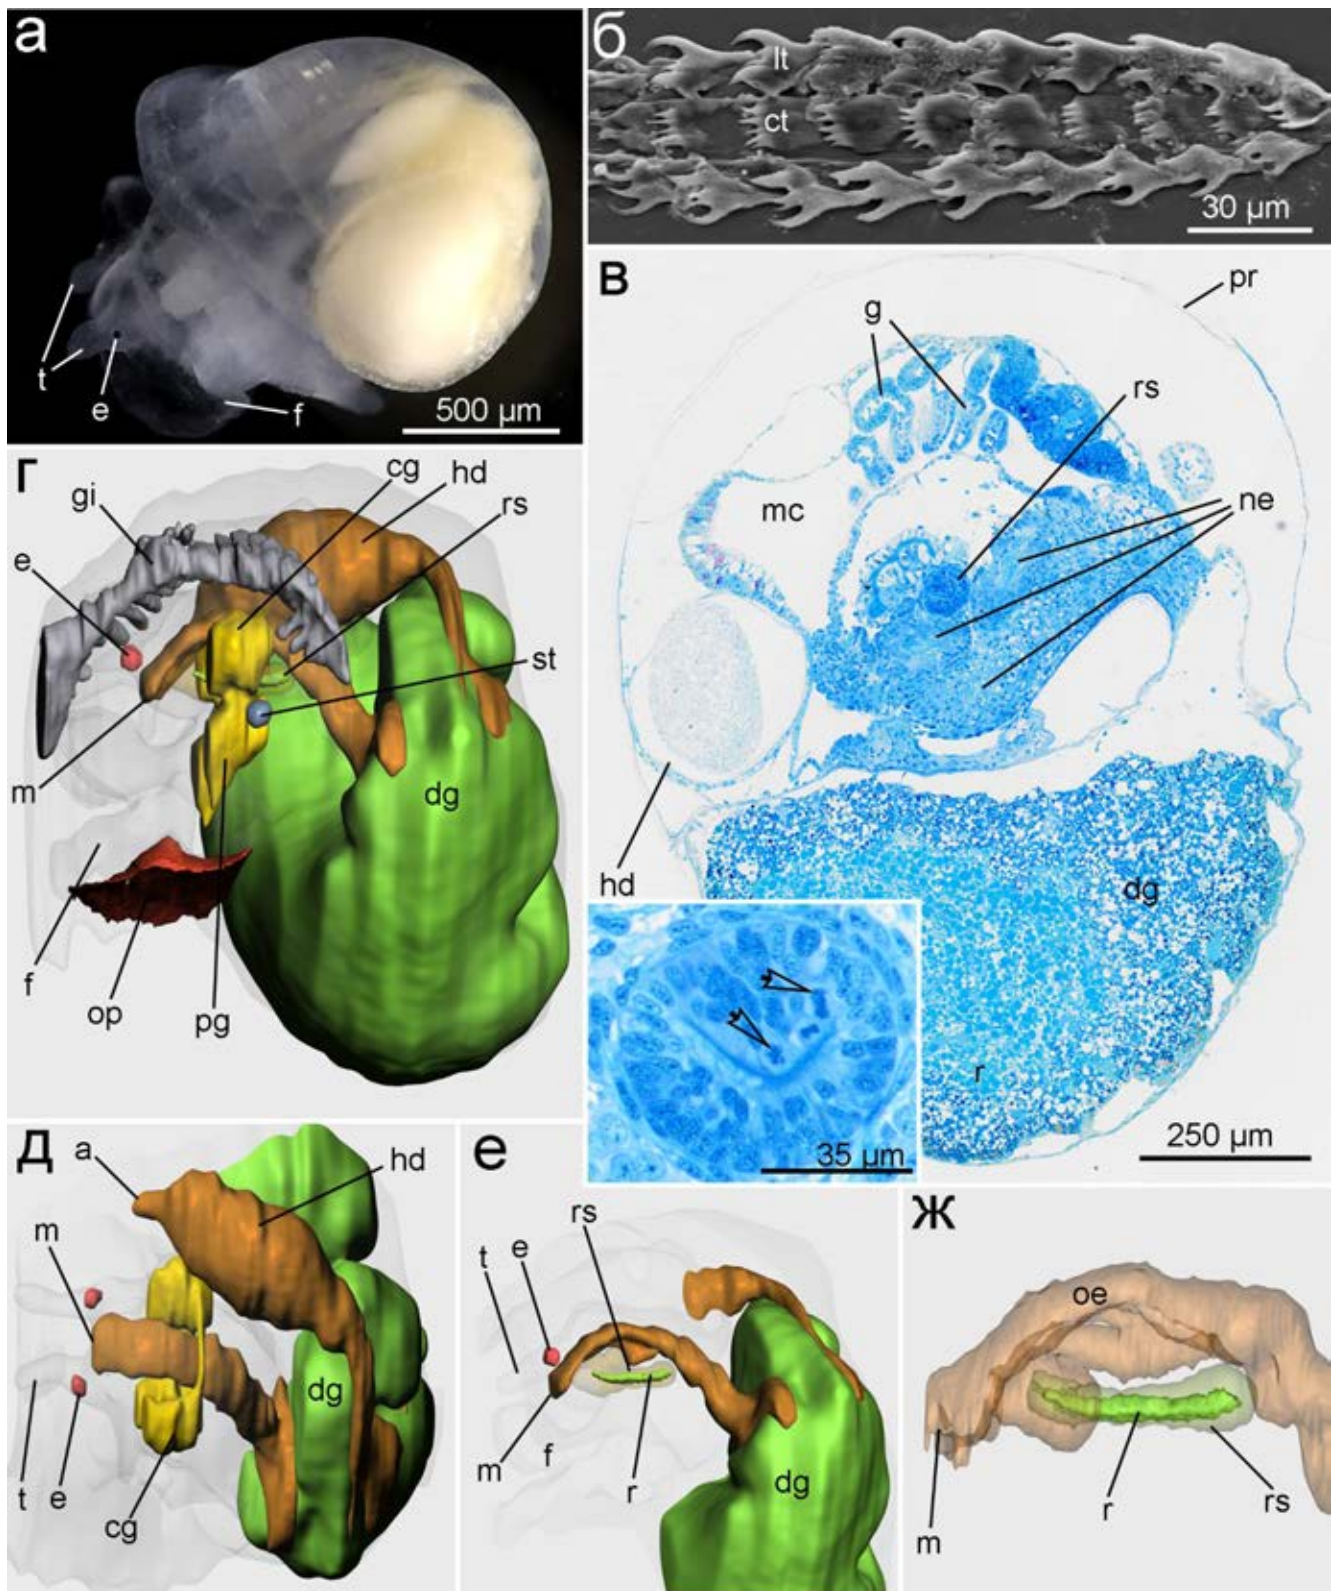 а
t
e
f
500 µm
б
lt
ct
30 µm
в
pr
g
rs
mc
ne
hd
dg
r
35 µm
250 µm
г
cg
hd
gi
rs
e
st
m
dg
f
op
pg
д
a
hd
m
dg
t
e
cg
е
rs
e
t
m
f
r
dg
ж
oe
m
r
rs